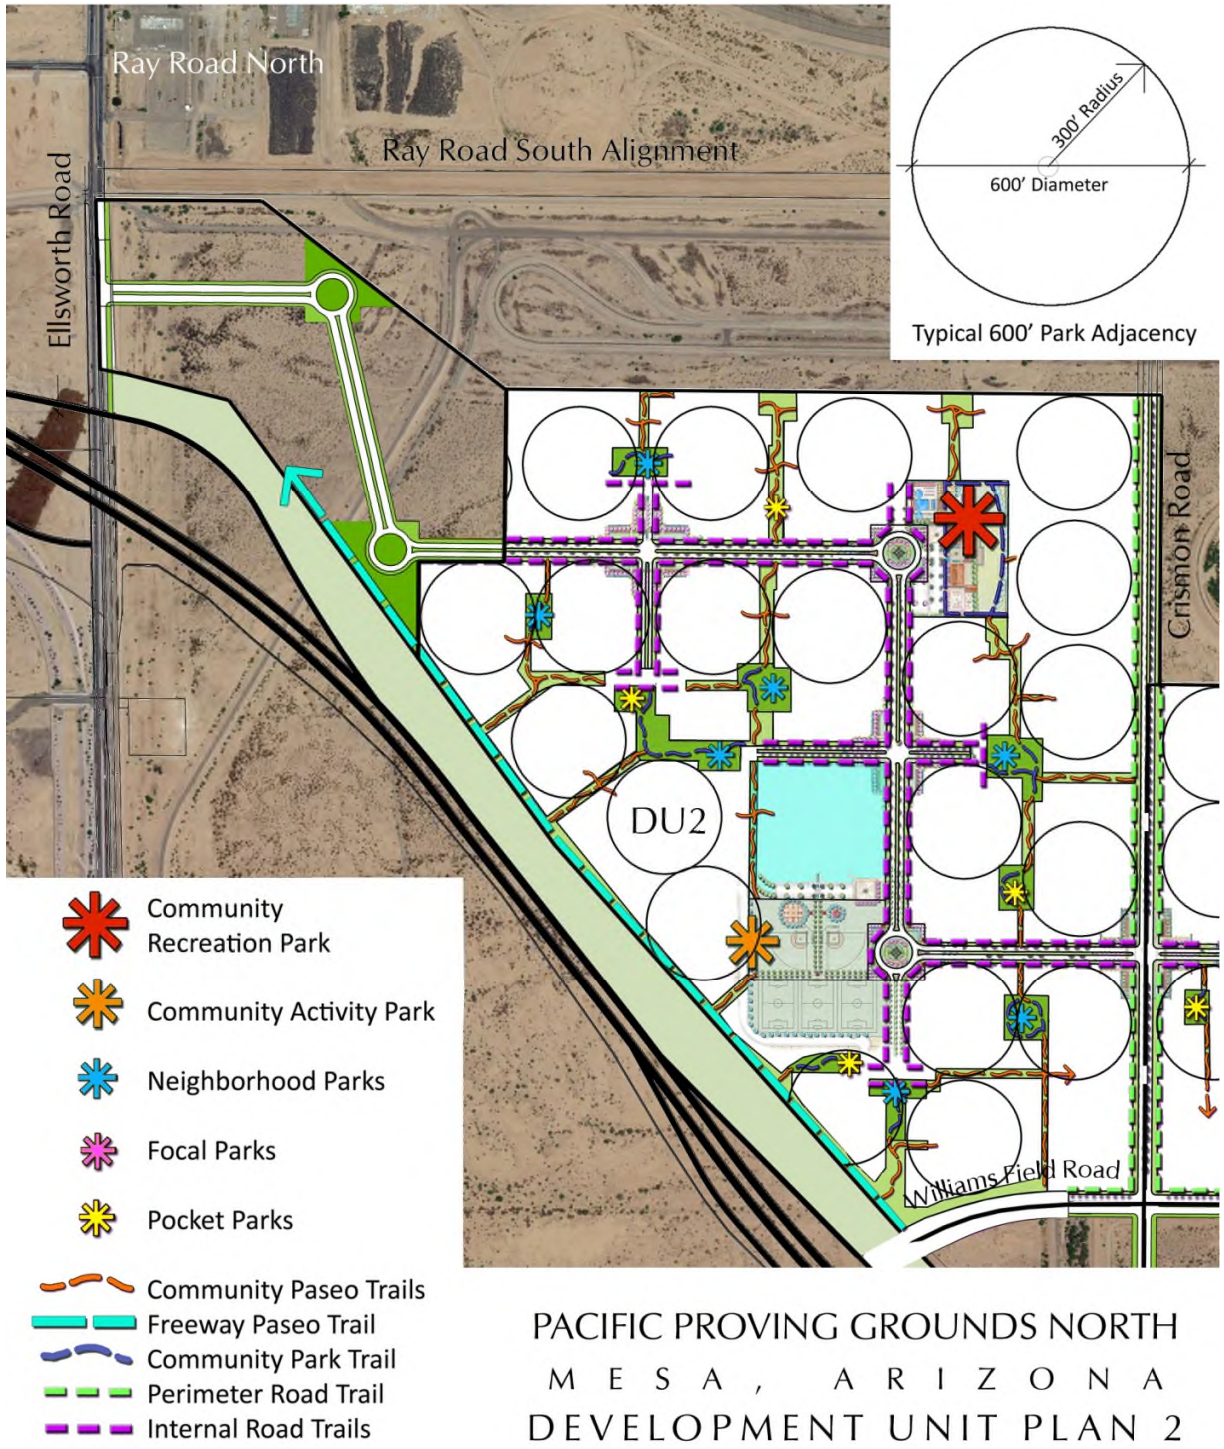 Ray Road North
Ray Road South Alignment
Ellsworth Road
300' Radius
600' Diameter
Typical 600' Park Adjacency
Crismon Road
DU2
Williams Field Road
Community
Recreation Park
Community Activity Park
Neighborhood Parks
Focal Parks
Pocket Parks
Community Paseo Trails
Freeway Paseo Trail
Community Park Trail
Perimeter Road Trail
Internal Road Trails
PACIFIC PROVING GROUNDS NORTH
MESA, ARIZONA
DEVELOPMENT UNIT PLAN 2